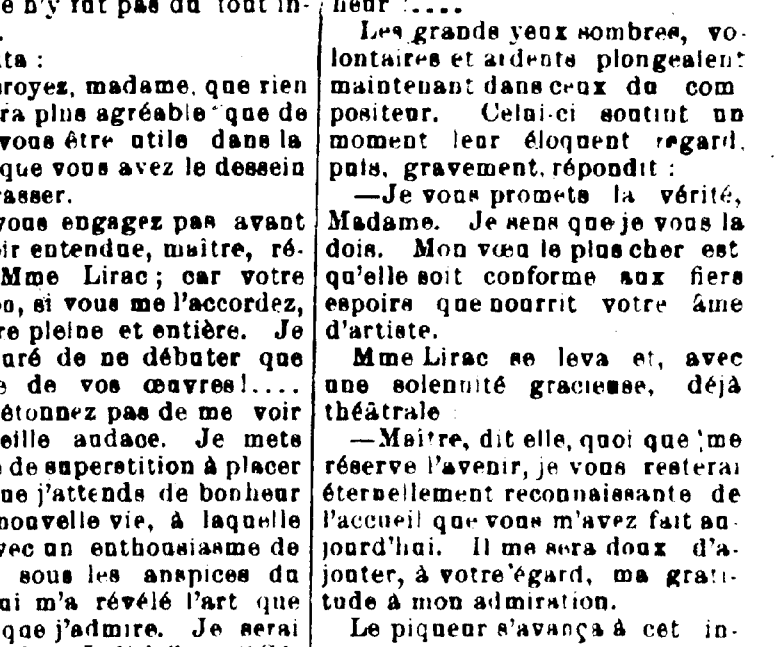 e n'y fut pas du tout in-
.
ta :
royez, madame, que rien
ra plus agréable que de
vous être utile dans la
que vous avez le dessein
rasser.
vous engagez pas avant
ir entendue, maître, ré-
Mme Lirac ; car votre
on, si vous me l'accordez,
re pleine et entière. Je
uré de ne débuter que
e de vos œuvres !....
étonnez pas de me voir
eille audace. Je mets
de superstition à placer
ue j'attends de bonheur
nouvelle vie, à laquelle
vec un enthousiasme de
sous les auspices du
ui m'a révélé l'art que
que j'admire. Je serai
heur !....
Les grands yeux sombres, vo-
lontaires et ardents plongeaient
maintenant dans ceux du com
positeur. Celui-ci soutint un
moment leur éloquent regard,
puis, gravement, répondit :
—Je vous promets la vérité,
Madame. Je sens que je vous la
dois. Mon vœu le plus cher est
qu'elle soit conforme aux fiers
espoirs que nourrit votre âme
d'artiste.
Mme Lirac se leva et, avec
une solennité gracieuse, déjà
théâtrale :
—Maître, dit elle, quoi que me
réserve l'avenir, je vous resterai
éternellement reconnaissante de
l'accueil que vous m'avez fait au-
jourd'hui. Il me sera doux d'a-
jouter, à votre égard, ma grati-
tude à mon admiration.
Le piqueur s'avança à cet in-